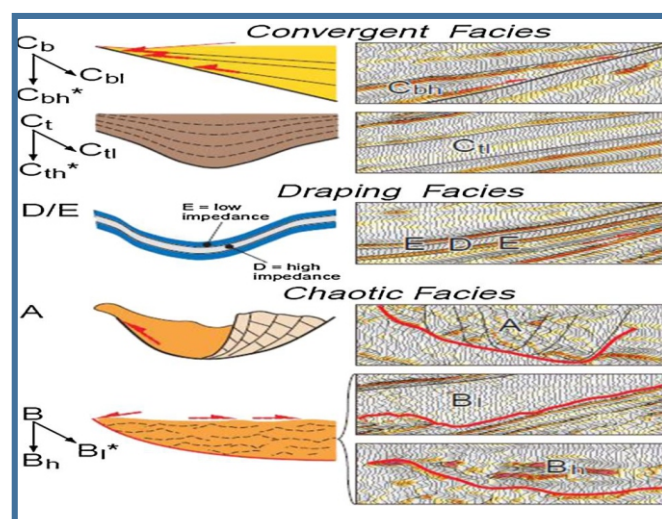 Convergent Facies
Cb
Cbl
Cbh*
Cbh
Ct
Ctl
Cth*
Ctl
Draping Facies
D/E
E = low
impedance
D = high
impedance
E D E
Chaotic Facies
A
A
B
Bl*
Bh
Bl